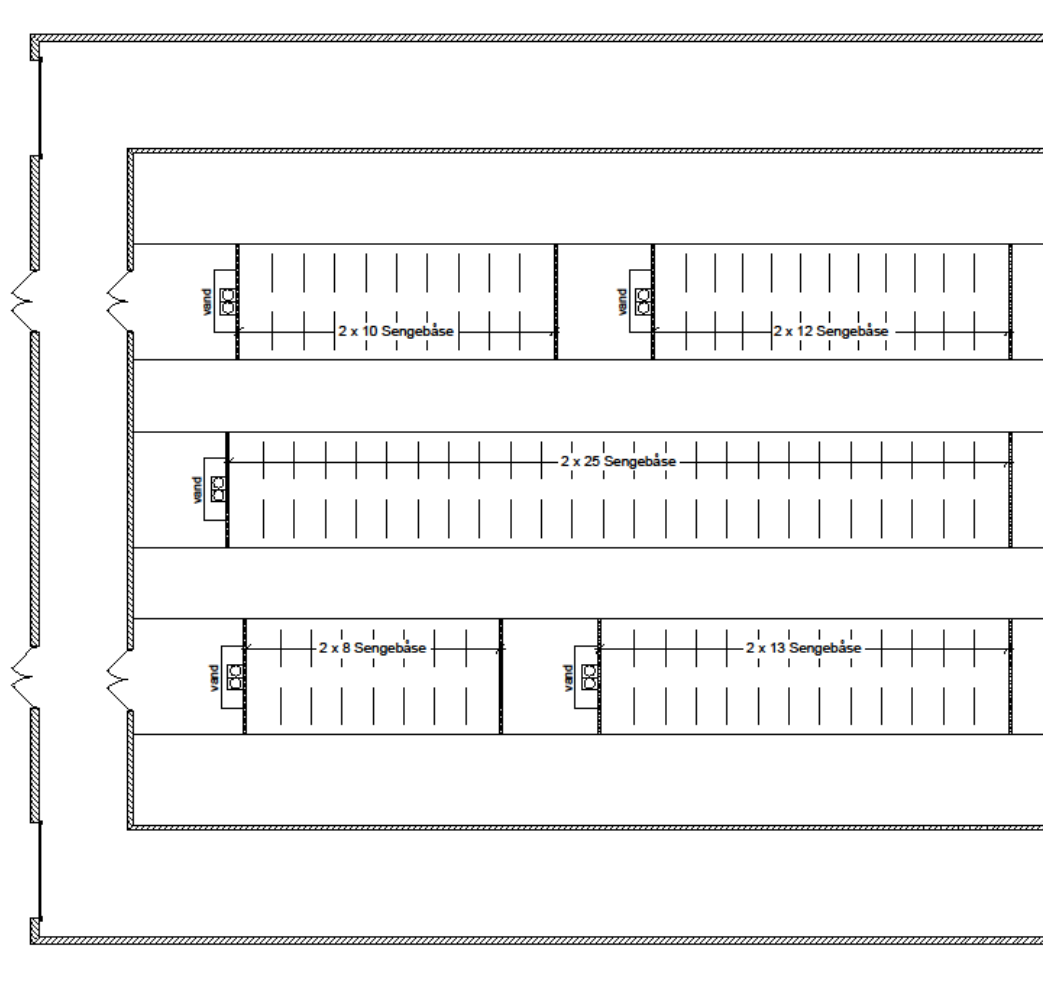 vand
2 x 10 Sengebåse
vand
2 x 12 Sengebåse
vand
2 x 25 Sengebåse
vand
2 x 8 Sengebåse
vand
2 x 13 Sengebåse